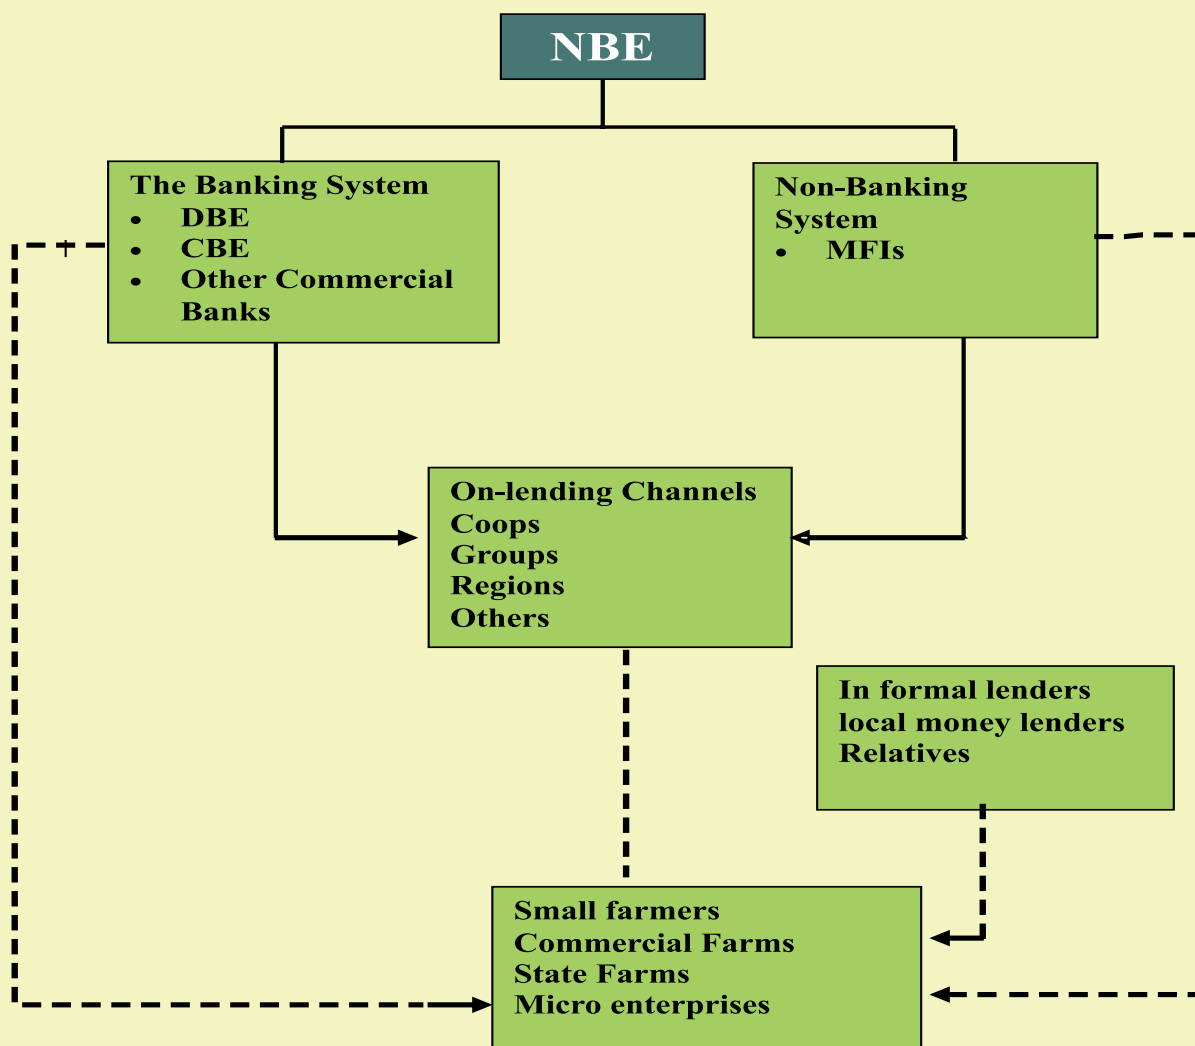 NBE
The Banking System
• DBE
• CBE
• Other Commercial
Banks
Non-Banking
System
• MFIs
On-lending Channels
Coops
Groups
Regions
Others
In formal lenders
local money lenders
Relatives
Small farmers
Commercial Farms
State Farms
Micro enterprises